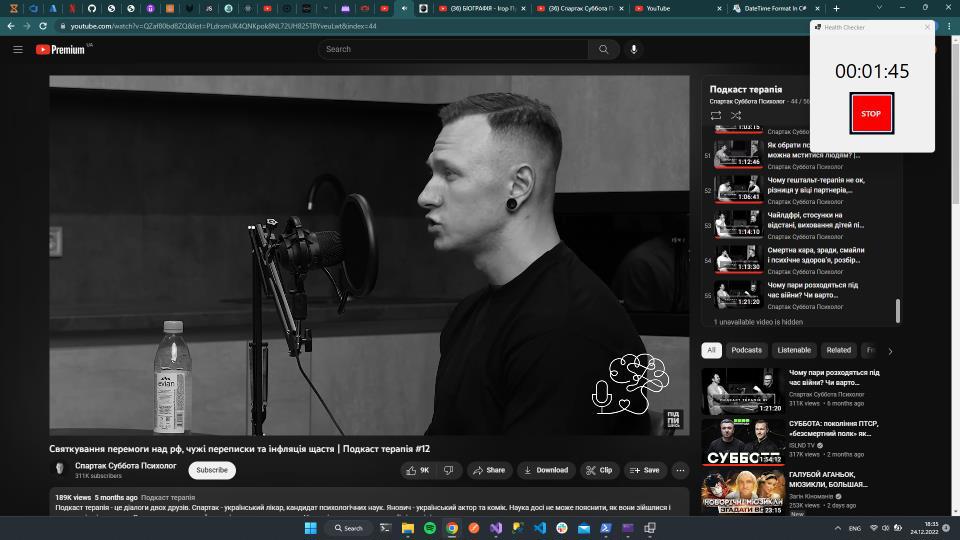 (36) БІОГРАФІЯ - Ігор П
(36) Спартак Суббота П
YouTube
DateTime Format In C#
youtube.com/watch?v=QZaf80bd8ZQ&list=PLdrsmUK4QNKpok8NL72UH825TBYveuLwt&index=44
Health Checker
00:01:45
STOP
Premium
UA
Search
Подкаст терапія
Спартак Суббота Психолог - 44 / 56
1:03:15
51
1:12:46
Як обрати
можна мститися людям? |...
Спартак Суббота Психолог
52
1:06:41
Чому гештальт-терапія не ок,
різниця у віці партнерів,...
Спартак Суббота Психолог
53
1:14:10
Чайлдфрі, стосунки на
відстані, виховання дітей пі...
Спартак Суббота Психолог
54
1:13:30
Смертна кара, зради, смайли
і психічне здоров'я, розбір...
Спартак Суббота Психолог
55
1:21:20
Чому пари розходяться під
час війни? Чи варто...
Спартак Суббота Психолог
1 unavailable video is hidden
All
Podcasts
Listenable
Related
evian
ПІД
ПИ
Чому пари розходяться під
час війни? Чи варто...
Спартак Суббота Психолог
311K views • 6 months ago
1:21:20
СУББОТА: покоління ПТСР,
«безсмертний полк» як...
ISLND TV
317K views • 2 months ago
1:54:12
ГАЛУБОЙ АГАНЬОК,
МЮЗИКЛИ, БОЛЬШАЯ...
Загін Кіноманів
253K views • 2 days ago
New
23:15
Святкування перемоги над рф, чужі переписки та інфляція щастя | Подкаст терапія #12
Спартак Суббота Психолог
311K subscribers
Subscribe
9K
Share
Download
Clip
Save
189K views 5 months ago Подкаст терапія
Подкаст терапія - це діалоги двох друзів. Спартак - український лікар, кандидат психологічних наук. Янович - український актор та комік. Наука досі не може пояснити, як вони зійшлися і
Search
ENG
18:35
24.12.2022